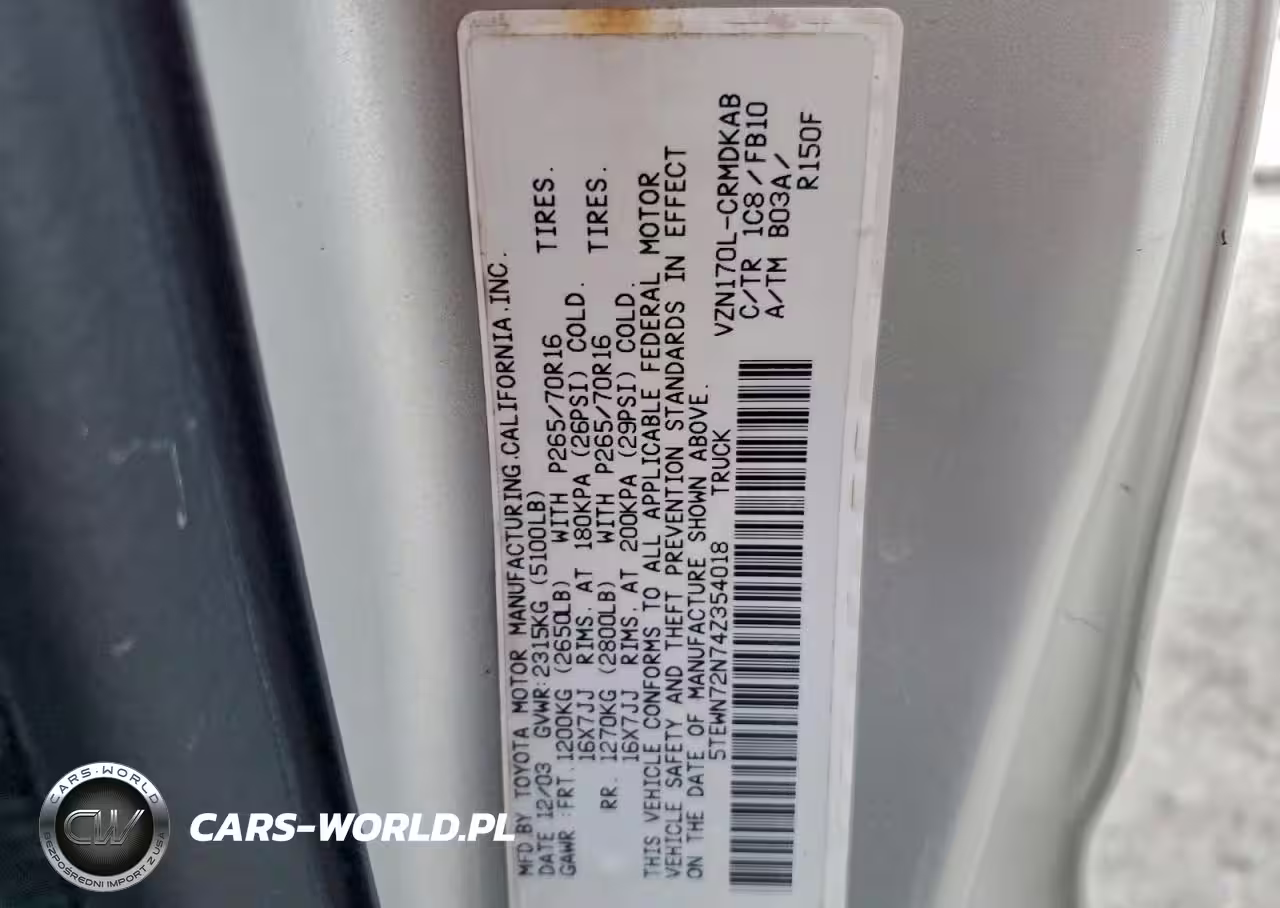 MFD BY TOYOTA MOTOR MANUFACTURING.CALIFORNIA.INC.
DATE 12/03 GVWR:2315KG (5100LB)
GAWR :FRT.1200KG (2650LB) WITH P265/70R16 TIRES.
16X7JJ RIMS. AT 180KPA (26PSI) COLD.
RR. 1270KG (2800LB) WITH P265/70R16 TIRES.
16X7JJ RIMS. AT 200KPA (29PSI) COLD.
THIS VEHICLE CONFORMS TO ALL APPLICABLE FEDERAL MOTOR
VEHICLE SAFETY AND THEFT PREVENTION STANDARDS IN EFFECT
ON THE DATE OF MANUFACTURE SHOWN ABOVE.
5TEWN72N74Z354018 TRUCK VZN170L-CRMDKAB
C/TR 1C8/FB10
A/TM B03A/
R150F
CARS-WORLD
CW
BEZPOŚREDNI IMPORT Z USA
CARS-WORLD.PL